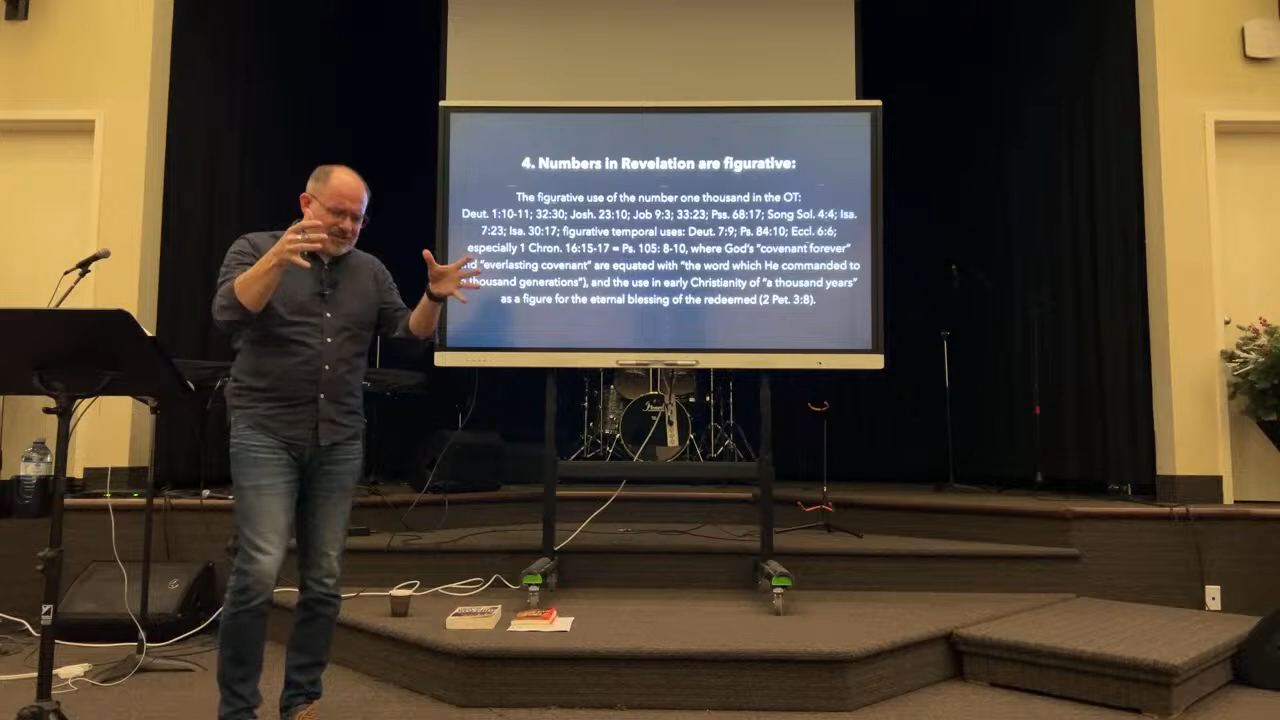 4. Numbers in Revelation are figurative:
The figurative use of the number one thousand in the OT:
Deut. 1:10-11; 32:30; Josh. 23:10; Job 9:3; 33:23; Pss. 68:17; Song Sol. 4:4; Isa.
7:23; Isa. 30:17; figurative temporal uses: Deut. 7:9; Ps. 84:10; Eccl. 6:6;
especially 1 Chron. 16:15-17 = Ps. 105: 8-10, where God's "covenant forever"
"everlasting covenant" are equated with "the word which He commanded to
thousand generations"), and the use in early Christianity of "a thousand years"
as a figure for the eternal blessing of the redeemed (2 Pet. 3:8).